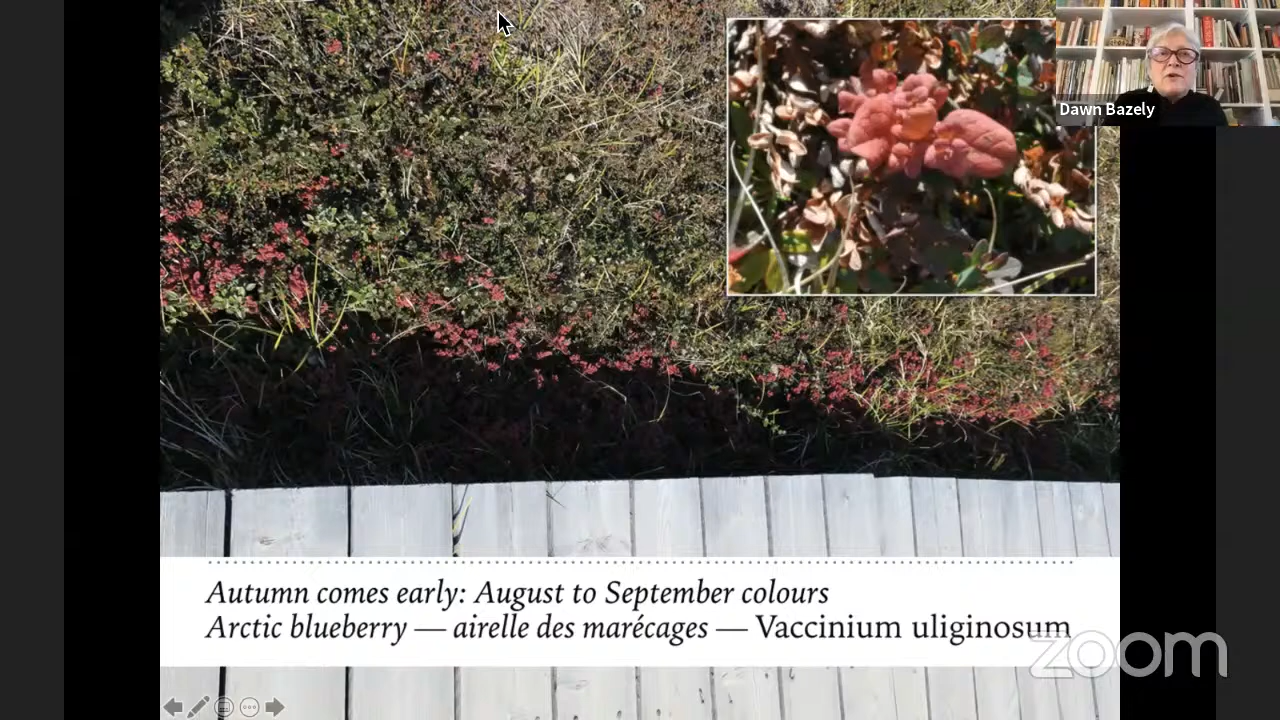 Dawn Bazely
Autumn comes early: August to September colours
Arctic blueberry — airelle des marécages — Vaccinium uliginosum
zoom